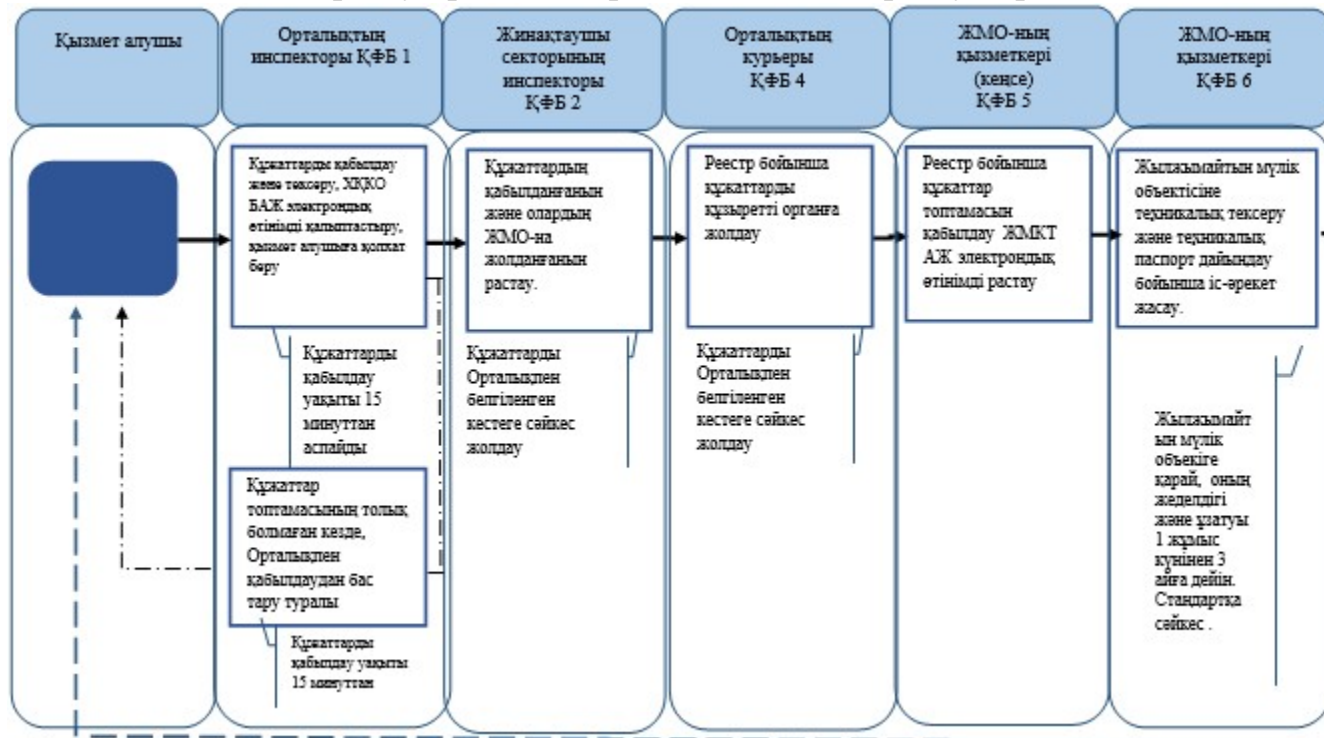 Қызмет алушы
Орталықтың
инспекторы ҚФБ 1
Жинақтаушы
секторының
инспекторы
ҚФБ 2
Орталықтың
курьеры
ҚФБ 4
ЖМО-ның
қызметкері
(кеңсе)
ҚФБ 5
ЖМО-ның
қызметкері
ҚФБ 6
Құжаттарды қабылдау
және тексеру, ХҚКО
БАЖ электрондық
өтінімді қалыптастыру,
қызмет алушыға қолхат
беру
Құжаттарды
қабылдау
уақыты 15
минуттан
аспайды
Құжаттар
топтамасының толық
болмаған кезде,
Орталықпен
қабылдаудан бас
тару туралы
Құжаттарды
қабылдау уақыты
15 минуттан
Құжаттардың
қабылданғанын
және олардың
ЖМО-на
жолданғанын
растау.
Құжаттарды
Орталықпен
белгіленген
кестеге сәйкес
жолдау
Реестр бойынша
құжаттарды
құзыретті органға
жолдау
Құжаттарды
Орталықпен
белгіленген
кестеге сәйкес
жолдау
Реестр бойынша
құжаттар
топтамасын
қабылдау ЖМКТ
АЖ электрондық
өтінімді растау
Жылжымайтын мүлік
объектісіне
техникалық тексеру
және техникалық
паспорт дайындау
бойынша іс-әрекет
жасау.
Жылжымайт
ын мүлік
объекіге
қарай, оның
жеделдігі
және ұзатуы
1 жұмыс
күнінен 3
айға дейін.
Стандартқа
сәйкес .